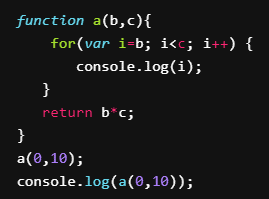 function a(b,c){
    for(var i=b; i<c; i++) {
        console.log(i);
    }
    return b*c;
}
a(0,10);
console.log(a(0,10));